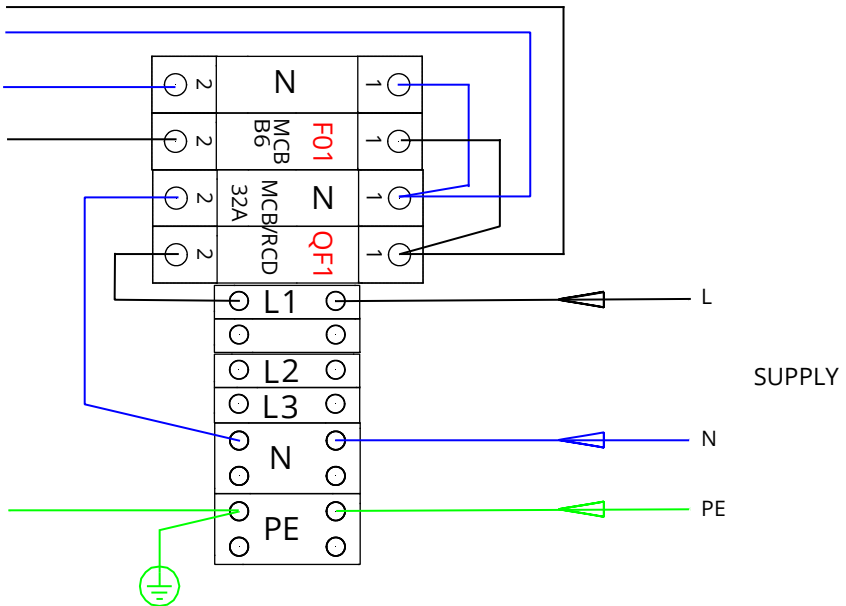 2 N 1
2 MCB B6 F01 1
2 MCB/RCD 32A N 1
2 QF1 1
L1 L
L2
SUPPLY
L3
N N
PE PE